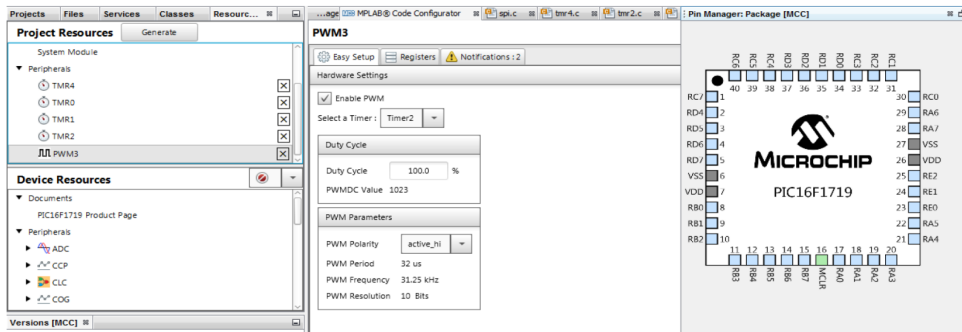 Projects Files Services Classes Resourc...
Project Resources Generate
System Module
Peripherals
TMR4
TMR0
TMR1
TMR2
PWM3
Device Resources
Documents
PIC16F1719 Product Page
Peripherals
ADC
CCP
CLC
COG
Versions [MCC]
...age MPLAB® Code Configurator spi.c tmr4.c tmr2.c
PWM3
Easy Setup Registers Notifications : 2
Hardware Settings
Enable PWM
Select a Timer : Timer2
Duty Cycle
Duty Cycle 100.0 %
PWMDC Value 1023
PWM Parameters
PWM Polarity active_hi
PWM Period 32 us
PWM Frequency 31.25 kHz
PWM Resolution 10 Bits
Pin Manager: Package [MCC]
RC6 RC5 RC4 RD3 RD2 RD1 RD0 RC3 RC2 RC1
40 39 38 37 36 35 34 33 32 31
RC7 1 30 RC0
RD4 2 29 RA6
RD5 3 28 RA7
RD6 4 27 VSS
RD7 5 MICROCHIP 26 VDD
VSS 6 25 RE2
VDD 7 PIC16F1719 24 RE1
RB0 8 23 RE0
RB1 9 22 RA5
RB2 10 21 RA4
11 12 13 14 15 16 17 18 19 20
RB3 RB4 RB5 RB6 RB7 MCLR RA0 RA1 RA2 RA3